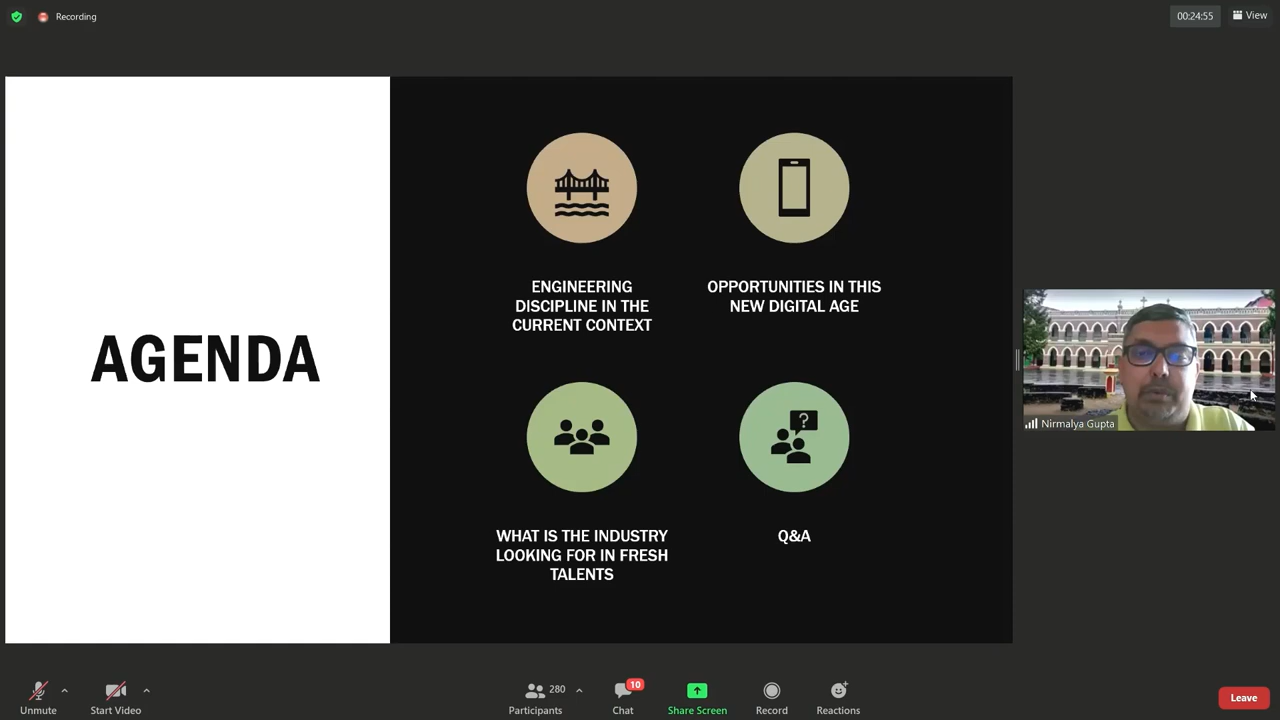 Recording
00:24:55
View
AGENDA
ENGINEERING
DISCIPLINE IN THE
CURRENT CONTEXT
OPPORTUNITIES IN THIS
NEW DIGITAL AGE
WHAT IS THE INDUSTRY
LOOKING FOR IN FRESH
TALENTS
?
Q&A
Nirmalya Gupta
Unmute
Start Video
280
Participants
10
Chat
Share Screen
Record
Reactions
Leave